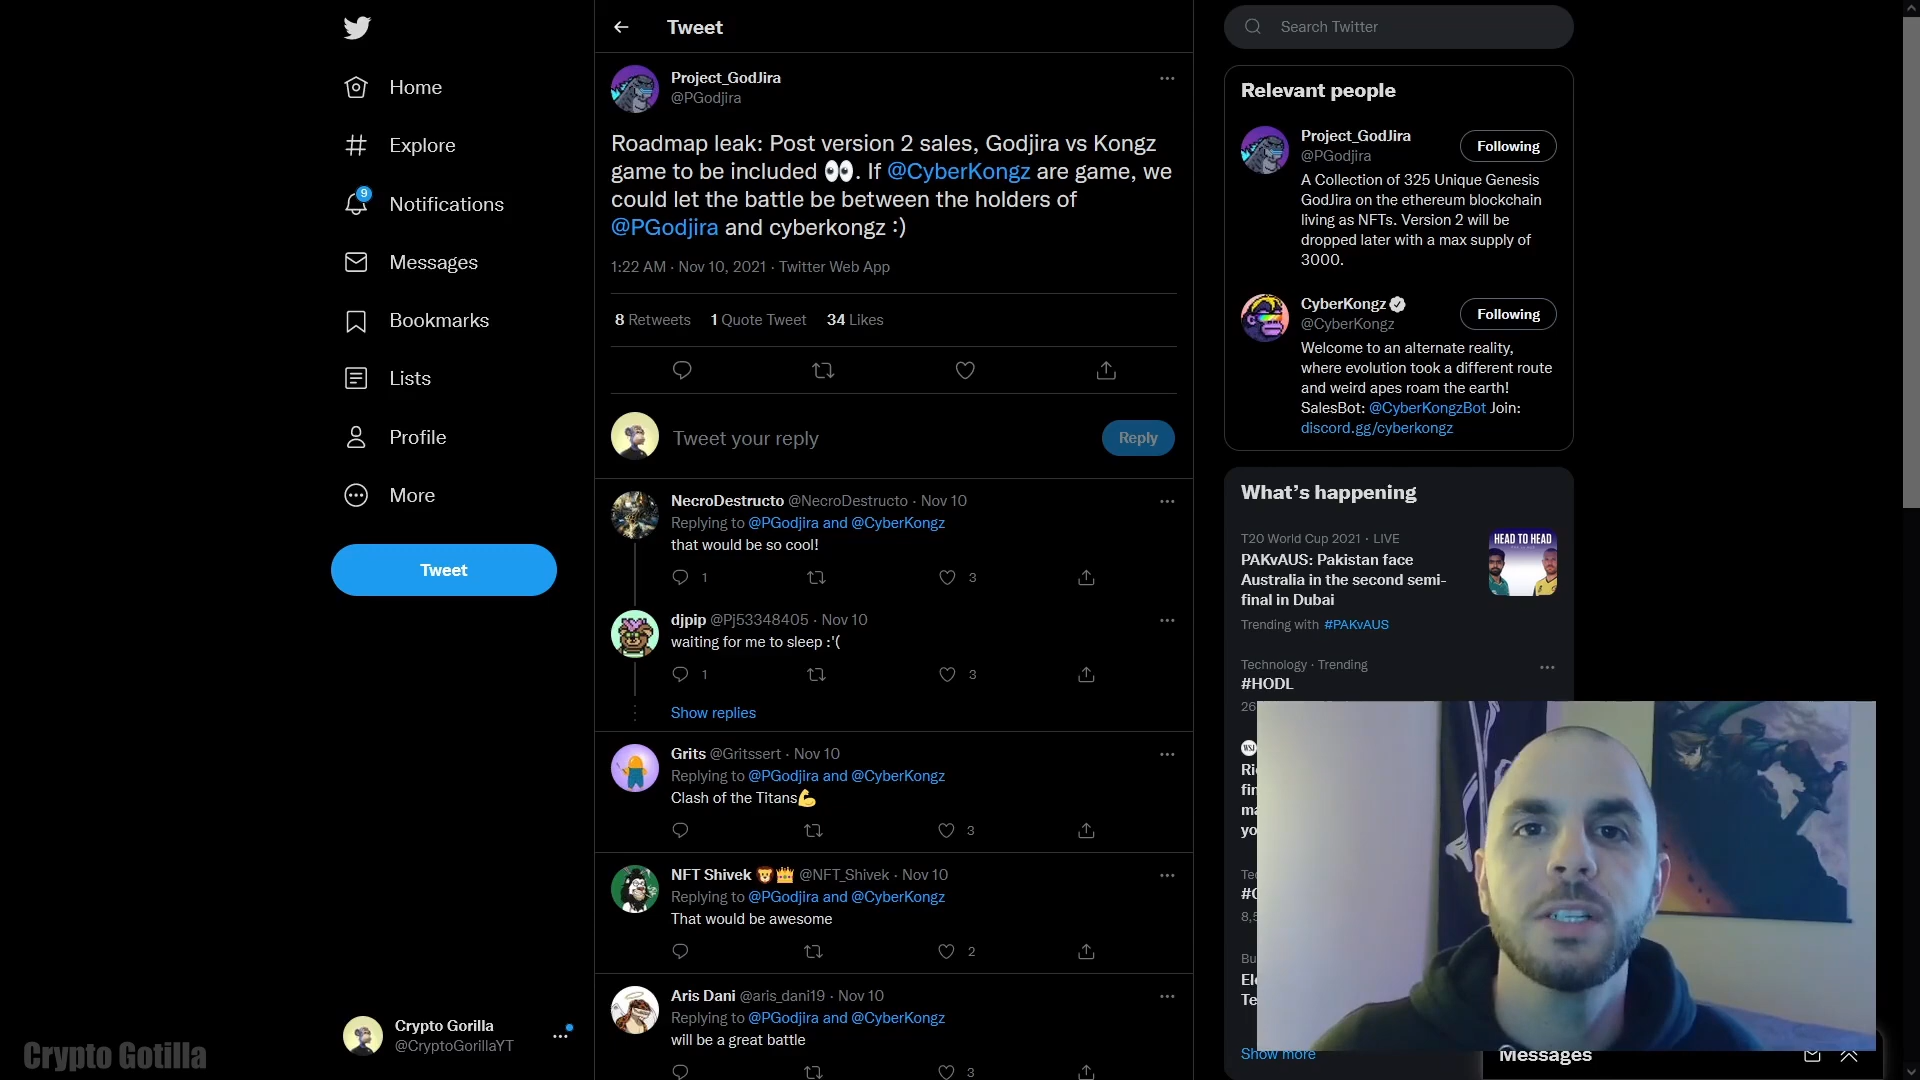 Home
Explore
9
Notifications
Messages
Bookmarks
Lists
Profile
More
Tweet
Crypto Gorilla
@CryptoGorillaYT
Crypto Gotilla
Tweet
Project_GodJira
@PGodjira
Roadmap leak: Post version 2 sales, Godjira vs Kongz
game to be included 👀. If @CyberKongz are game, we
could let the battle be between the holders of
@PGodjira and cyberkongz :)
1:22 AM · Nov 10, 2021 · Twitter Web App
8 Retweets 1 Quote Tweet 34 Likes
Tweet your reply
Reply
NecroDestructo @NecroDestructo · Nov 10
Replying to @PGodjira and @CyberKongz
that would be so cool!
1 3
djpip @Pj53348405 · Nov 10
waiting for me to sleep :'(
1 3
Show replies
Grits @Gritssert · Nov 10
Replying to @PGodjira and @CyberKongz
Clash of the Titans💪
3
NFT Shivek 🦁👑 @NFT_Shivek · Nov 10
Replying to @PGodjira and @CyberKongz
That would be awesome
2
Aris Dani @aris_dani19 · Nov 10
Replying to @PGodjira and @CyberKongz
will be a great battle
3
Search Twitter
Relevant people
Project_GodJira
@PGodjira
Following
A Collection of 325 Unique Genesis
GodJira on the ethereum blockchain
living as NFTs. Version 2 will be
dropped later with a max supply of
3000.
CyberKongz
@CyberKongz
Following
Welcome to an alternate reality,
where evolution took a different route
and weird apes roam the earth!
SalesBot: @CyberKongzBot Join:
discord.gg/cyberkongz
What's happening
T20 World Cup 2021 · LIVE
PAKvAUS: Pakistan face
Australia in the second semi-
final in Dubai
Trending with #PAKvAUS
HEAD TO HEAD
Technology · Trending
#HODL
Show more
Messages